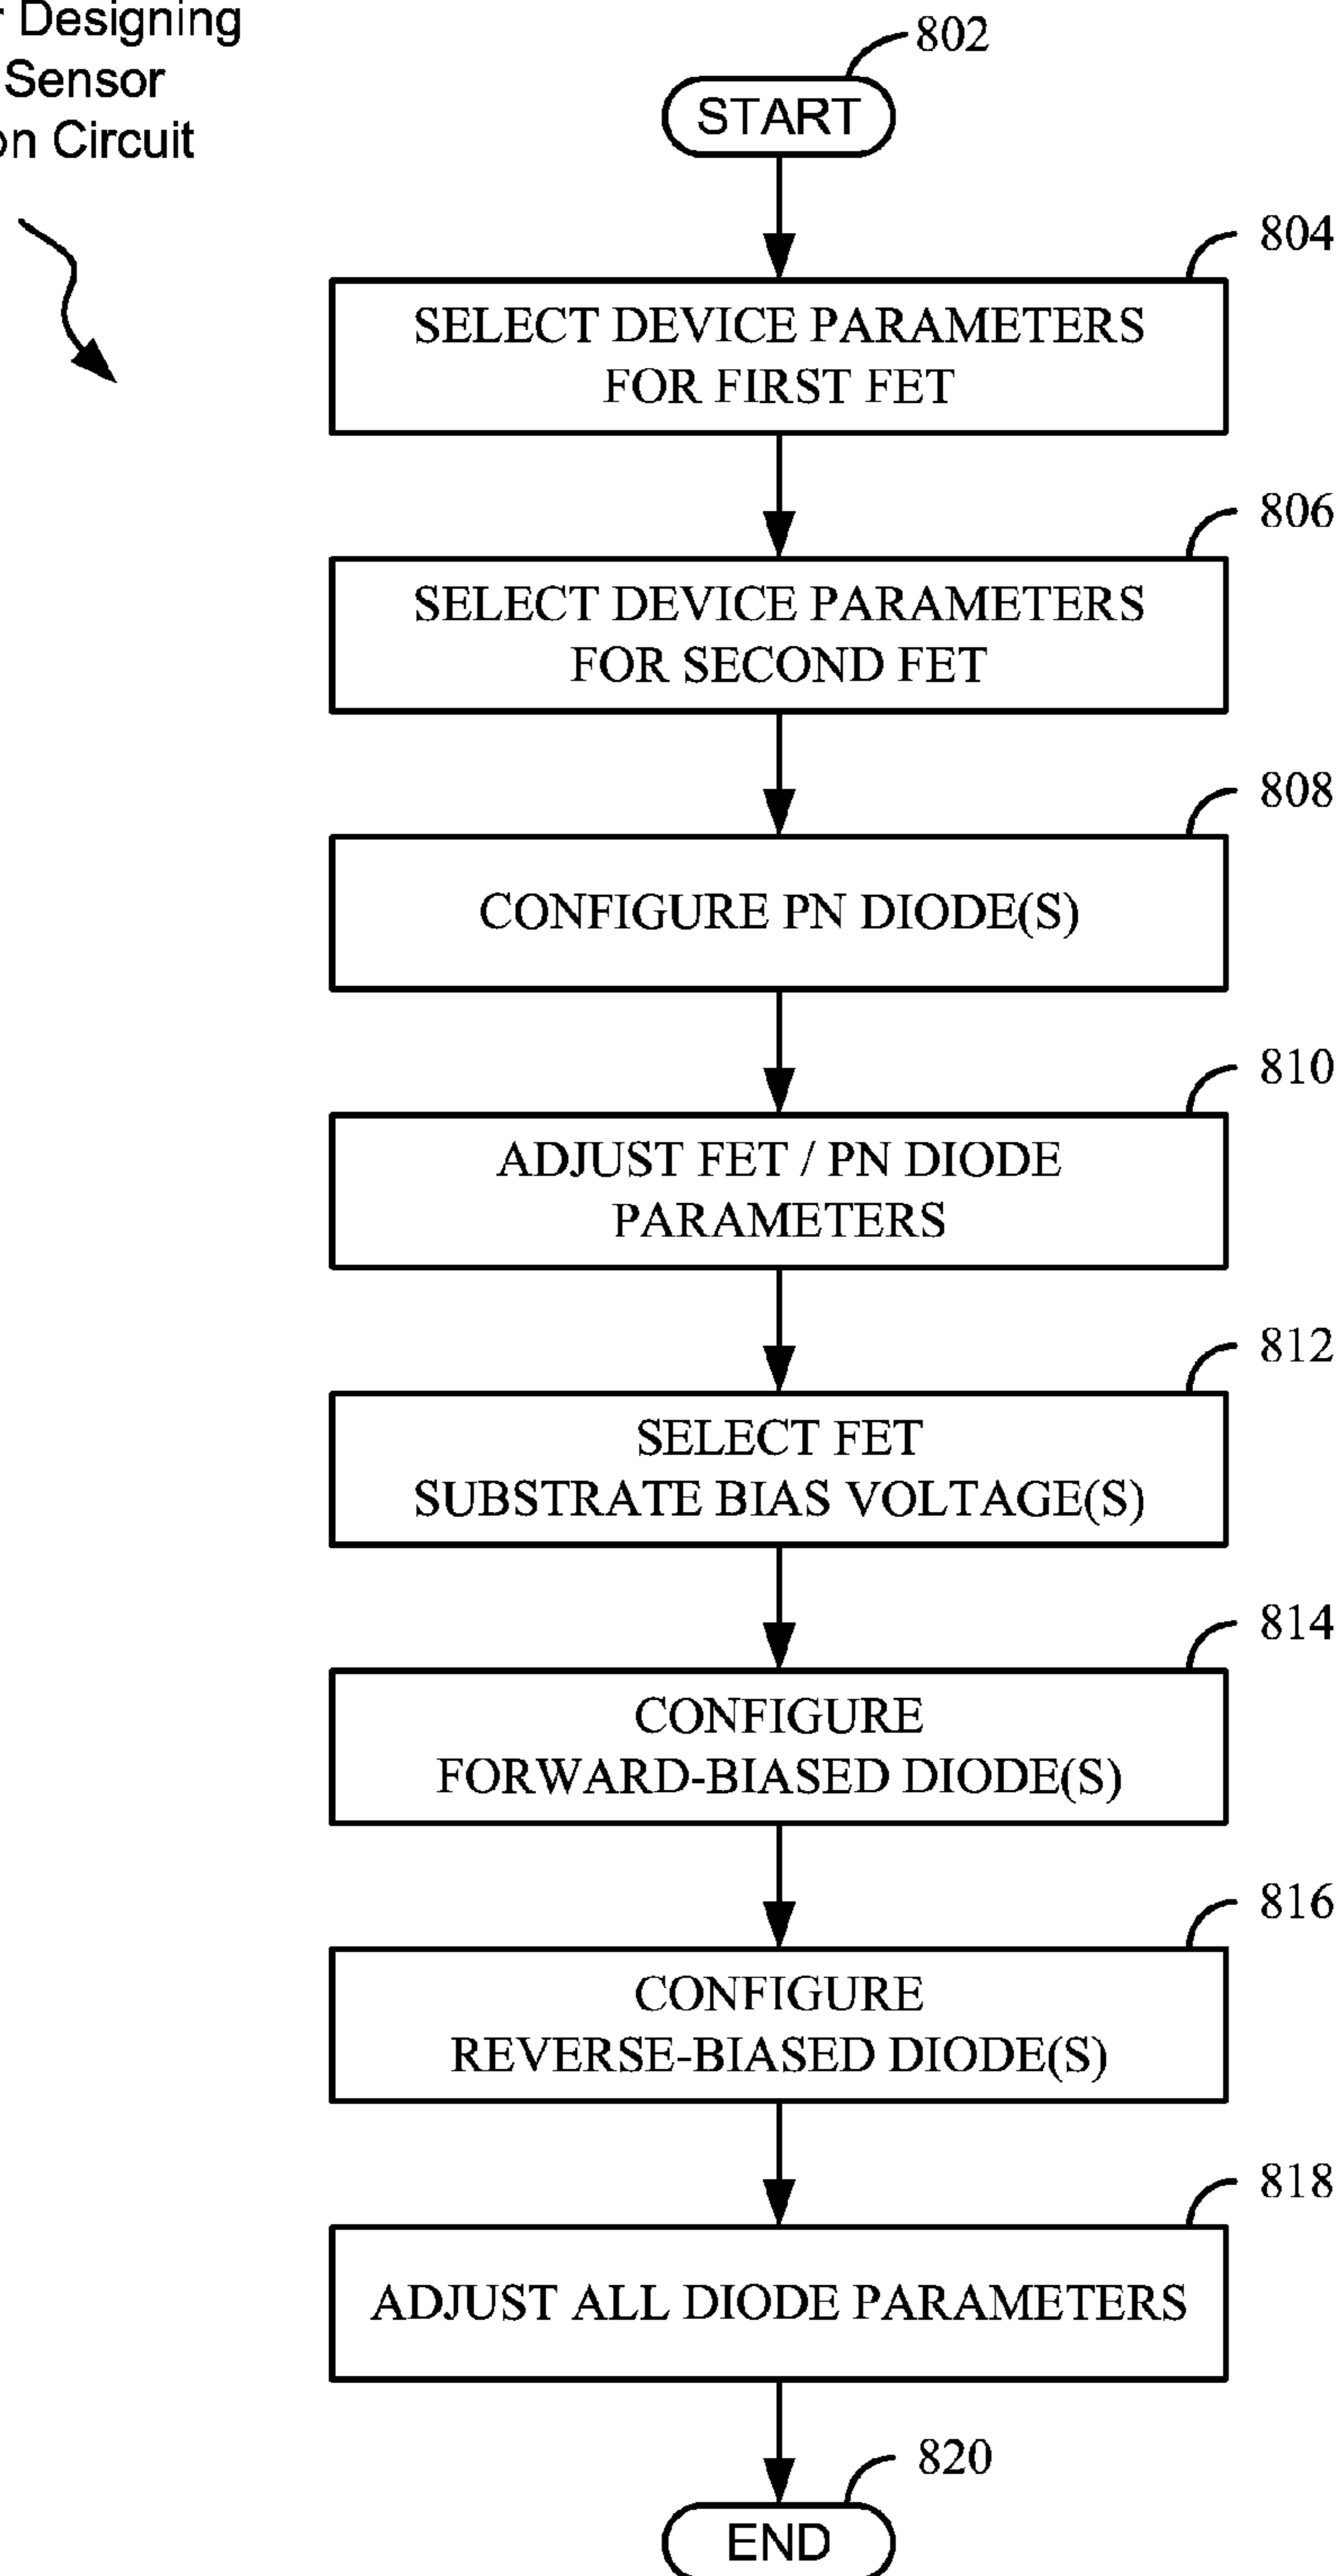 Designing
Sensor
Circuit
802
START
804
SELECT DEVICE PARAMETERS
FOR FIRST FET
806
SELECT DEVICE PARAMETERS
FOR SECOND FET
808
CONFIGURE PN DIODE(S)
810
ADJUST FET / PN DIODE
PARAMETERS
812
SELECT FET
SUBSTRATE BIAS VOLTAGE(S)
814
CONFIGURE
FORWARD-BIASED DIODE(S)
816
CONFIGURE
REVERSE-BIASED DIODE(S)
818
ADJUST ALL DIODE PARAMETERS
820
END